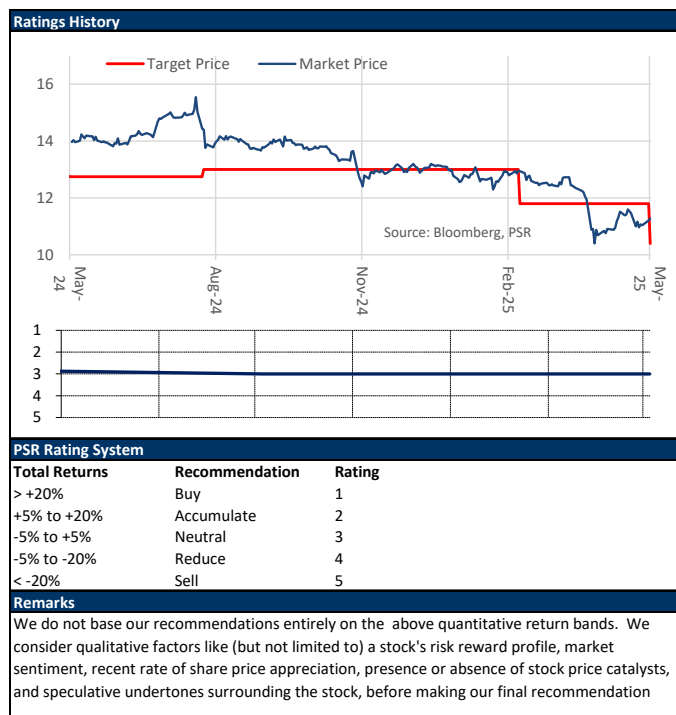 Ratings History
Target Price Market Price
16
14
12
10
Source: Bloomberg, PSR
May-
24
Aug-24
Nov-24
Feb-25
May-
25
1
2
3
4
5
PSR Rating System
Total Returns Recommendation Rating
> +20% Buy 1
+5% to +20% Accumulate 2
-5% to +5% Neutral 3
-5% to -20% Reduce 4
< -20% Sell 5
Remarks
We do not base our recommendations entirely on the above quantitative return bands. We
consider qualitative factors like (but not limited to) a stock's risk reward profile, market
sentiment, recent rate of share price appreciation, presence or absence of stock price catalysts,
and speculative undertones surrounding the stock, before making our final recommendation